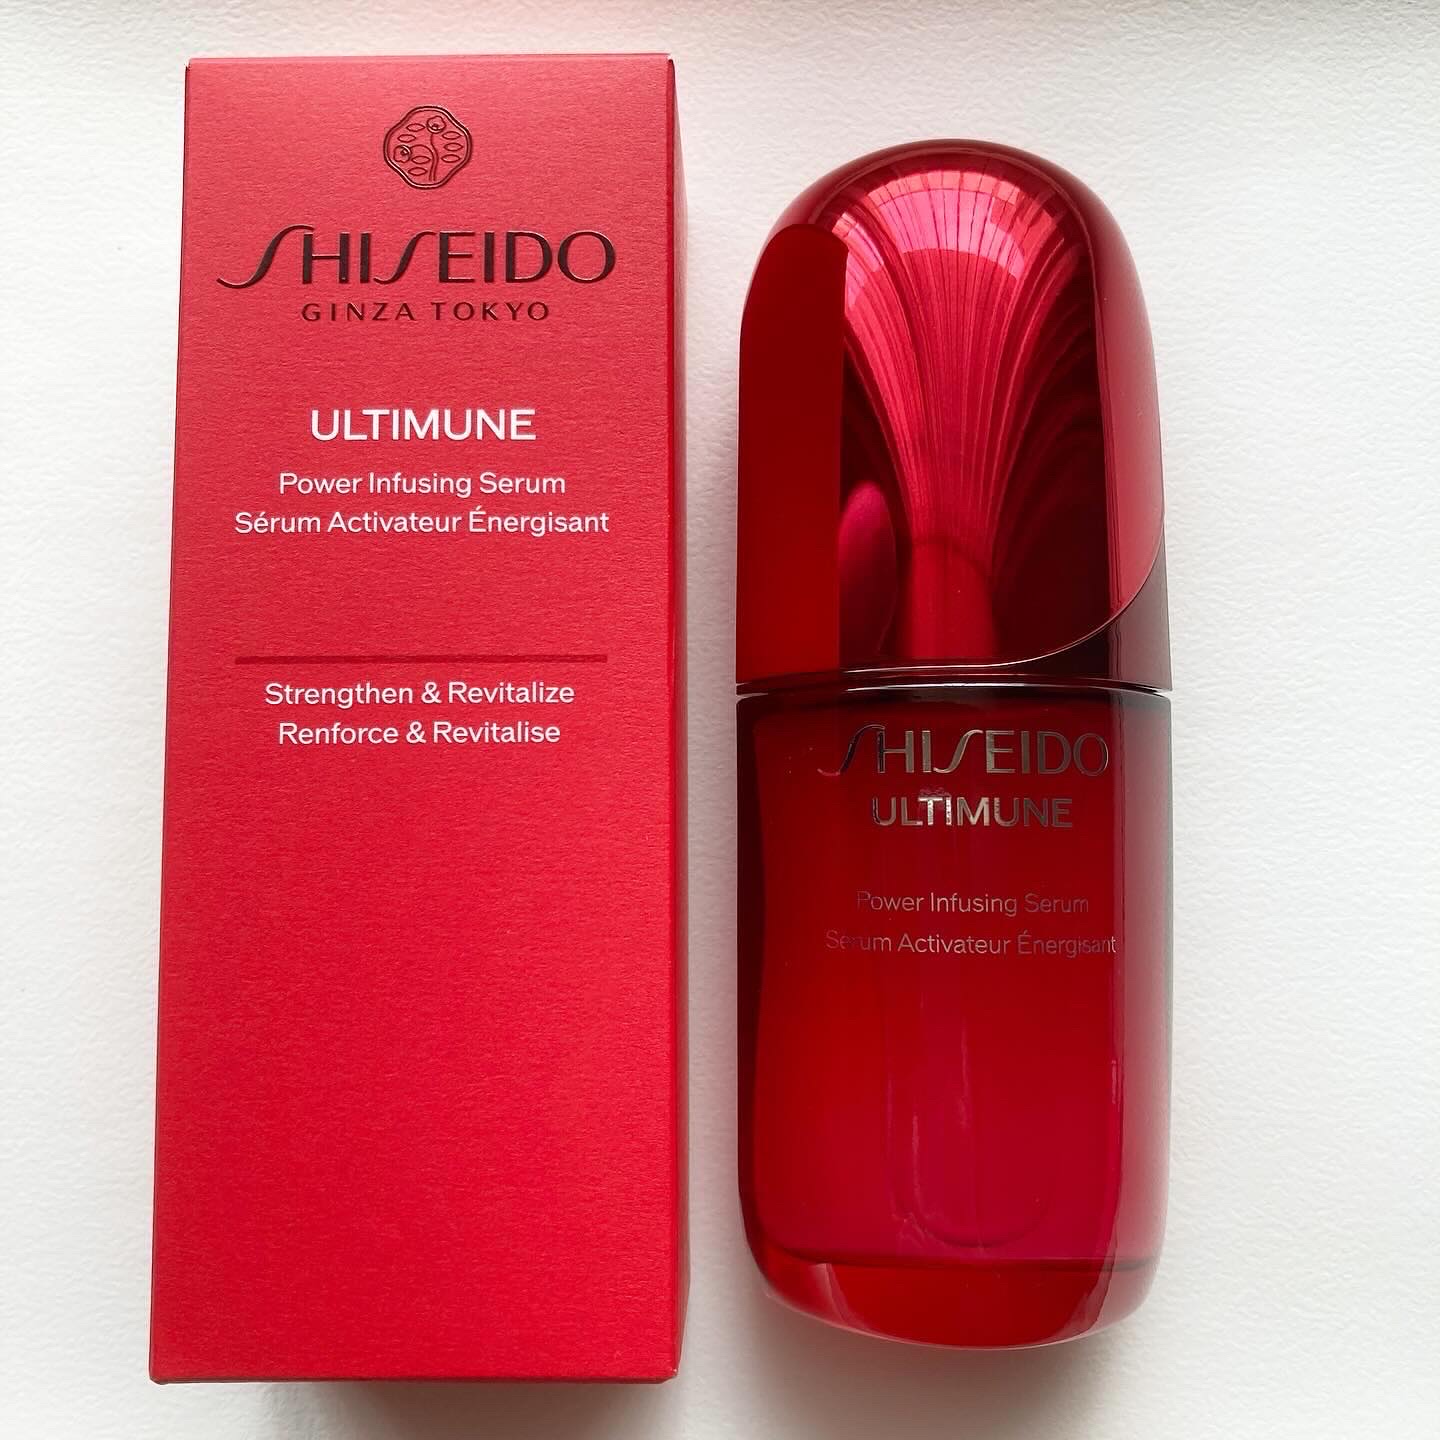 SHISEIDO
GINZA TOKYO
ULTIMUNE
Power Infusing Serum
Sérum Activateur Énergisant
Strengthen & Revitalize
Renforce & Revitalise
SHISEIDO
ULTIMUNE
Power Infusing Serum
Sérum Activateur Énergisant